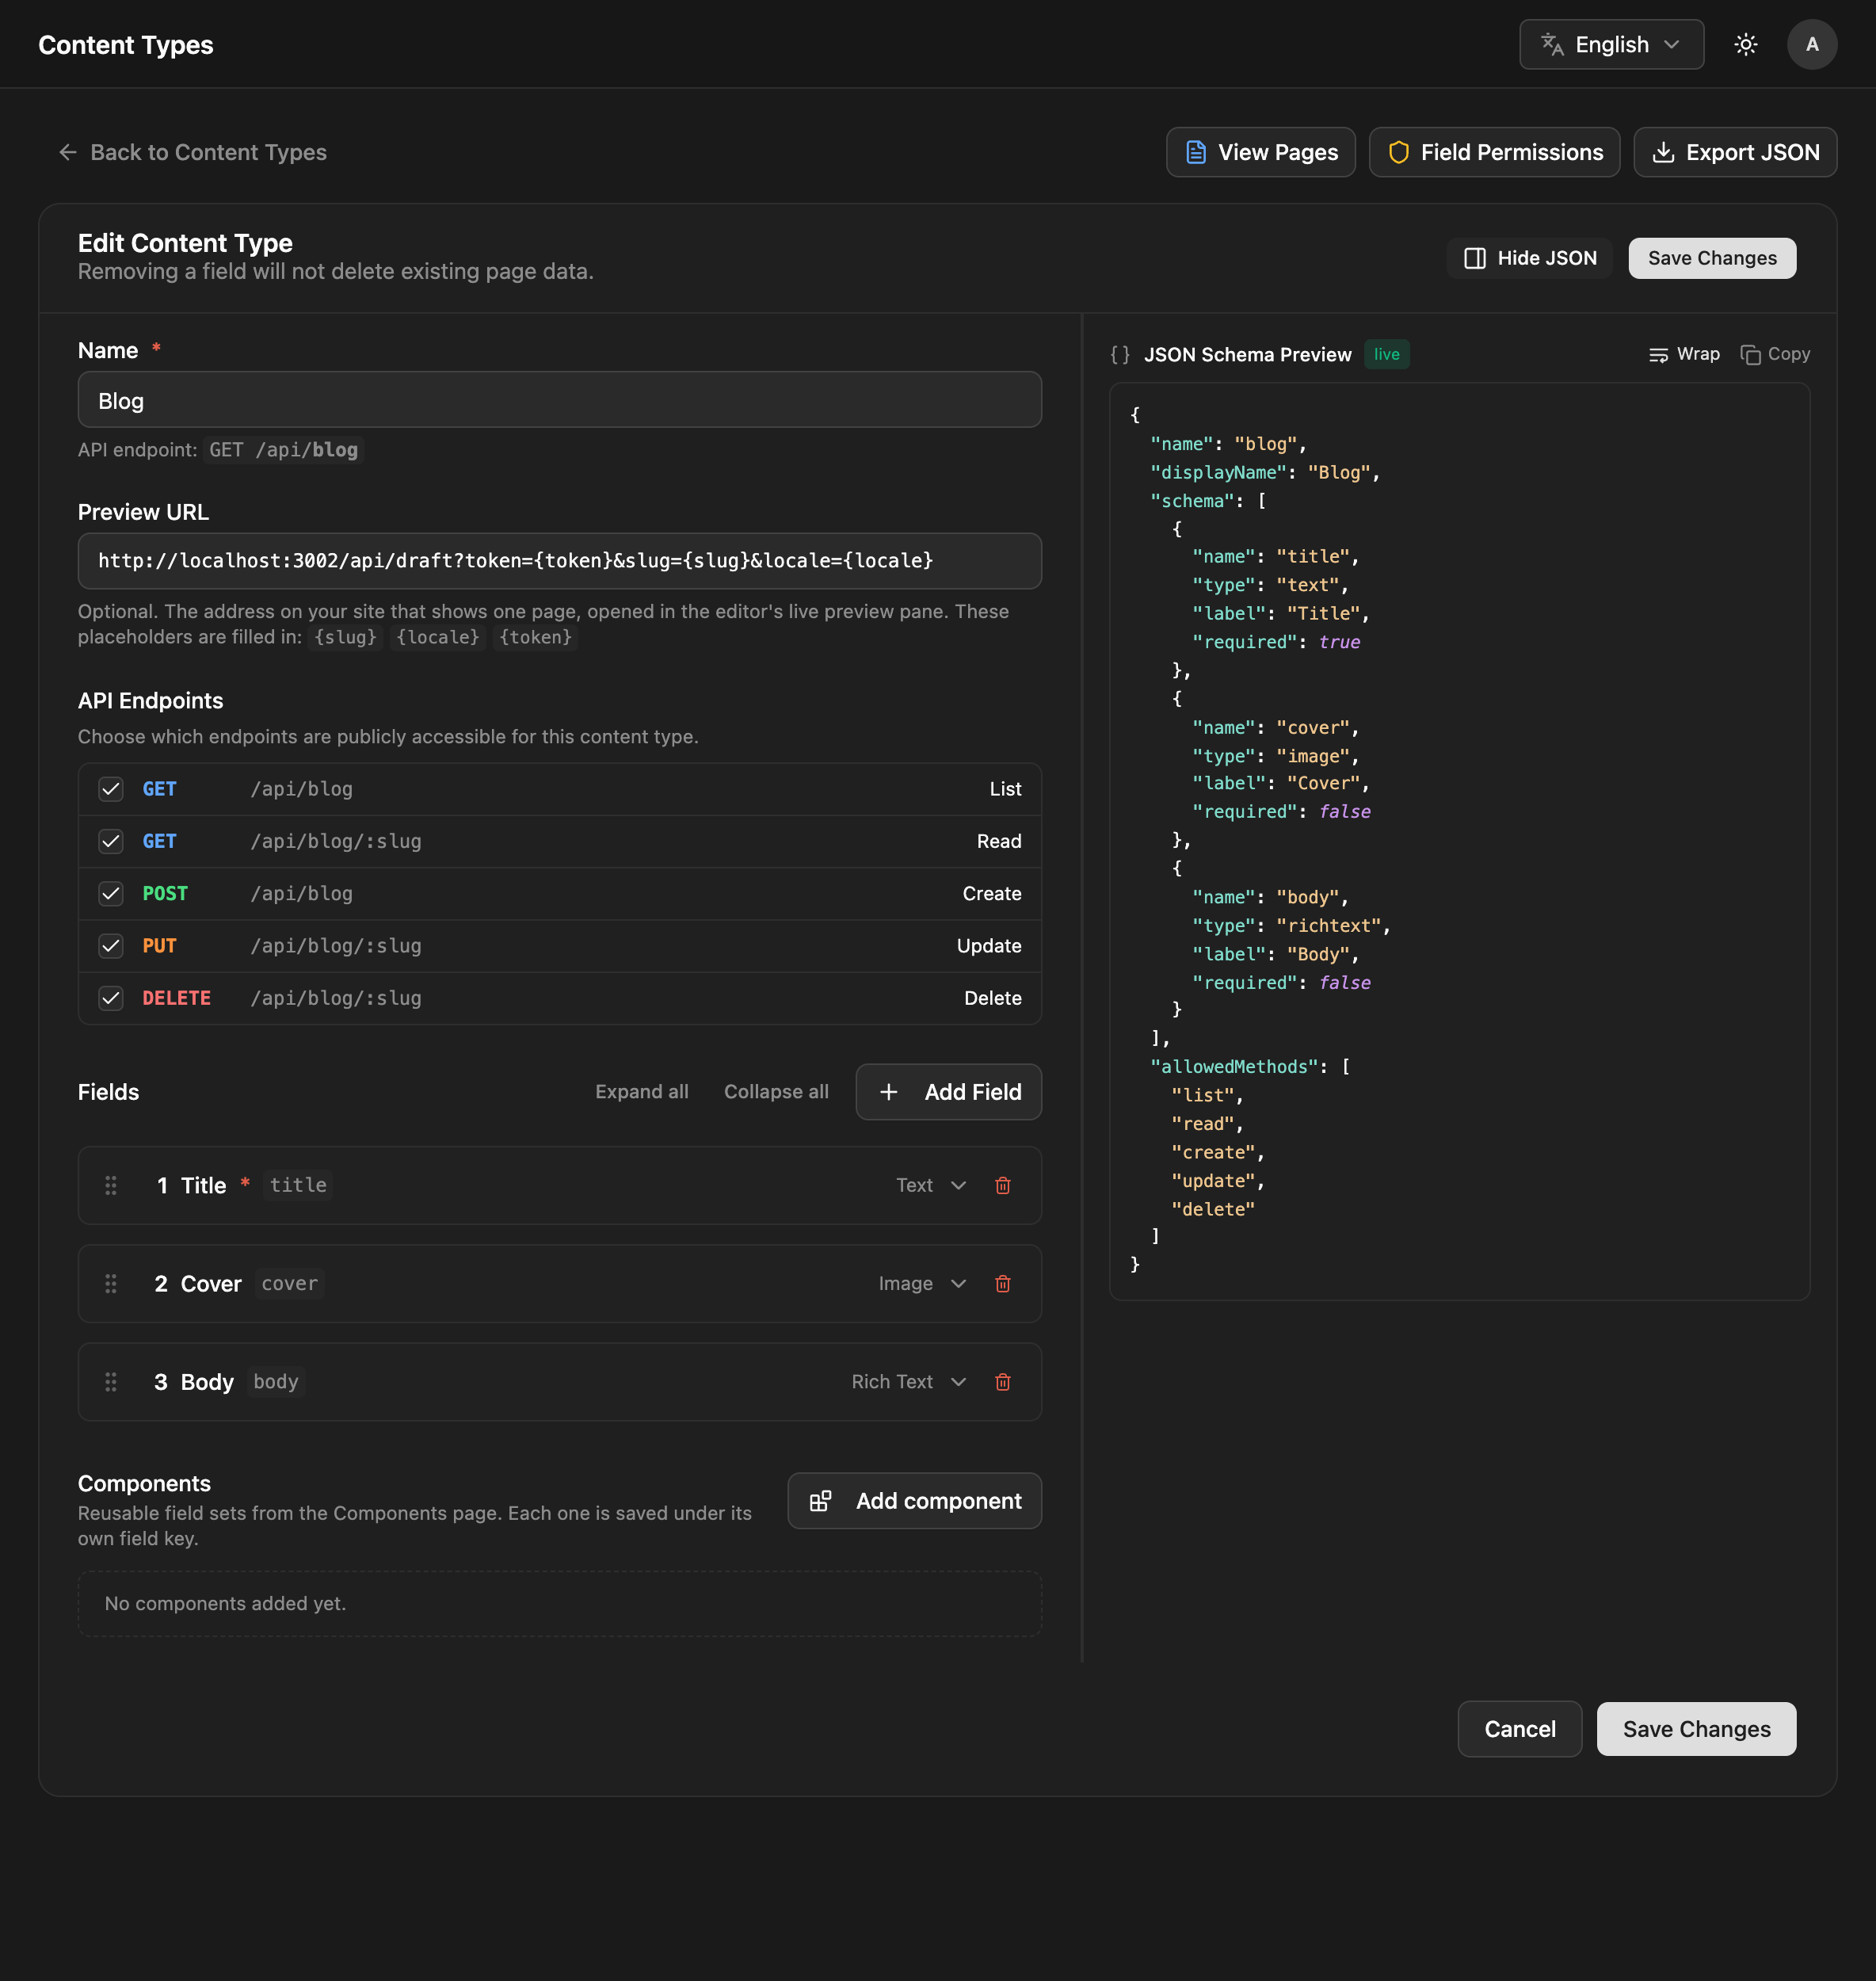 Content Types
English
A
Back to Content Types
View Pages
Field Permissions
Export JSON
Edit Content Type
Removing a field will not delete existing page data.
Hide JSON
Save Changes
Name *
Blog
API endpoint: GET /api/blog
Preview URL
http://localhost:3002/api/draft?token={token}&slug={slug}&locale={locale}
Optional. The address on your site that shows one page, opened in the editor's live preview pane. These
placeholders are filled in: {slug} {locale} {token}
API Endpoints
Choose which endpoints are publicly accessible for this content type.
GET /api/blog List
GET /api/blog/:slug Read
POST /api/blog Create
PUT /api/blog/:slug Update
DELETE /api/blog/:slug Delete
Fields
Expand all
Collapse all
Add Field
1 Title * title Text
2 Cover cover Image
3 Body body Rich Text
Components
Reusable field sets from the Components page. Each one is saved under its
own field key.
Add component
No components added yet.
{} JSON Schema Preview live
Wrap
Copy
{
  "name": "blog",
  "displayName": "Blog",
  "schema": [
    {
      "name": "title",
      "type": "text",
      "label": "Title",
      "required": true
    },
    {
      "name": "cover",
      "type": "image",
      "label": "Cover",
      "required": false
    },
    {
      "name": "body",
      "type": "richtext",
      "label": "Body",
      "required": false
    }
  ],
  "allowedMethods": [
    "list",
    "read",
    "create",
    "update",
    "delete"
  ]
}
Cancel
Save Changes